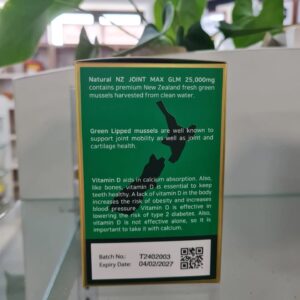 Natural NZ JOINT MAX GLM 25,000mg
contains premium New Zealand fresh green
mussels harvested from clean water.
Green Lipped mussels are well known to
support joint mobility as well as joint and
cartilage health.
Vitamin D aids in calcium absorption. Also,
like bones, vitamin D is essential to keep
teeth healthy. A lack of vitamin D in the body
increases the risk of obesity and increases
blood pressure. Vitamin D is effective in
lowering the risk of type 2 diabetes. Also,
vitamin D is not effective alone, so it is
important to take it with calcium.
Batch No.: T2402003
Expiry Date: 04/02/2027